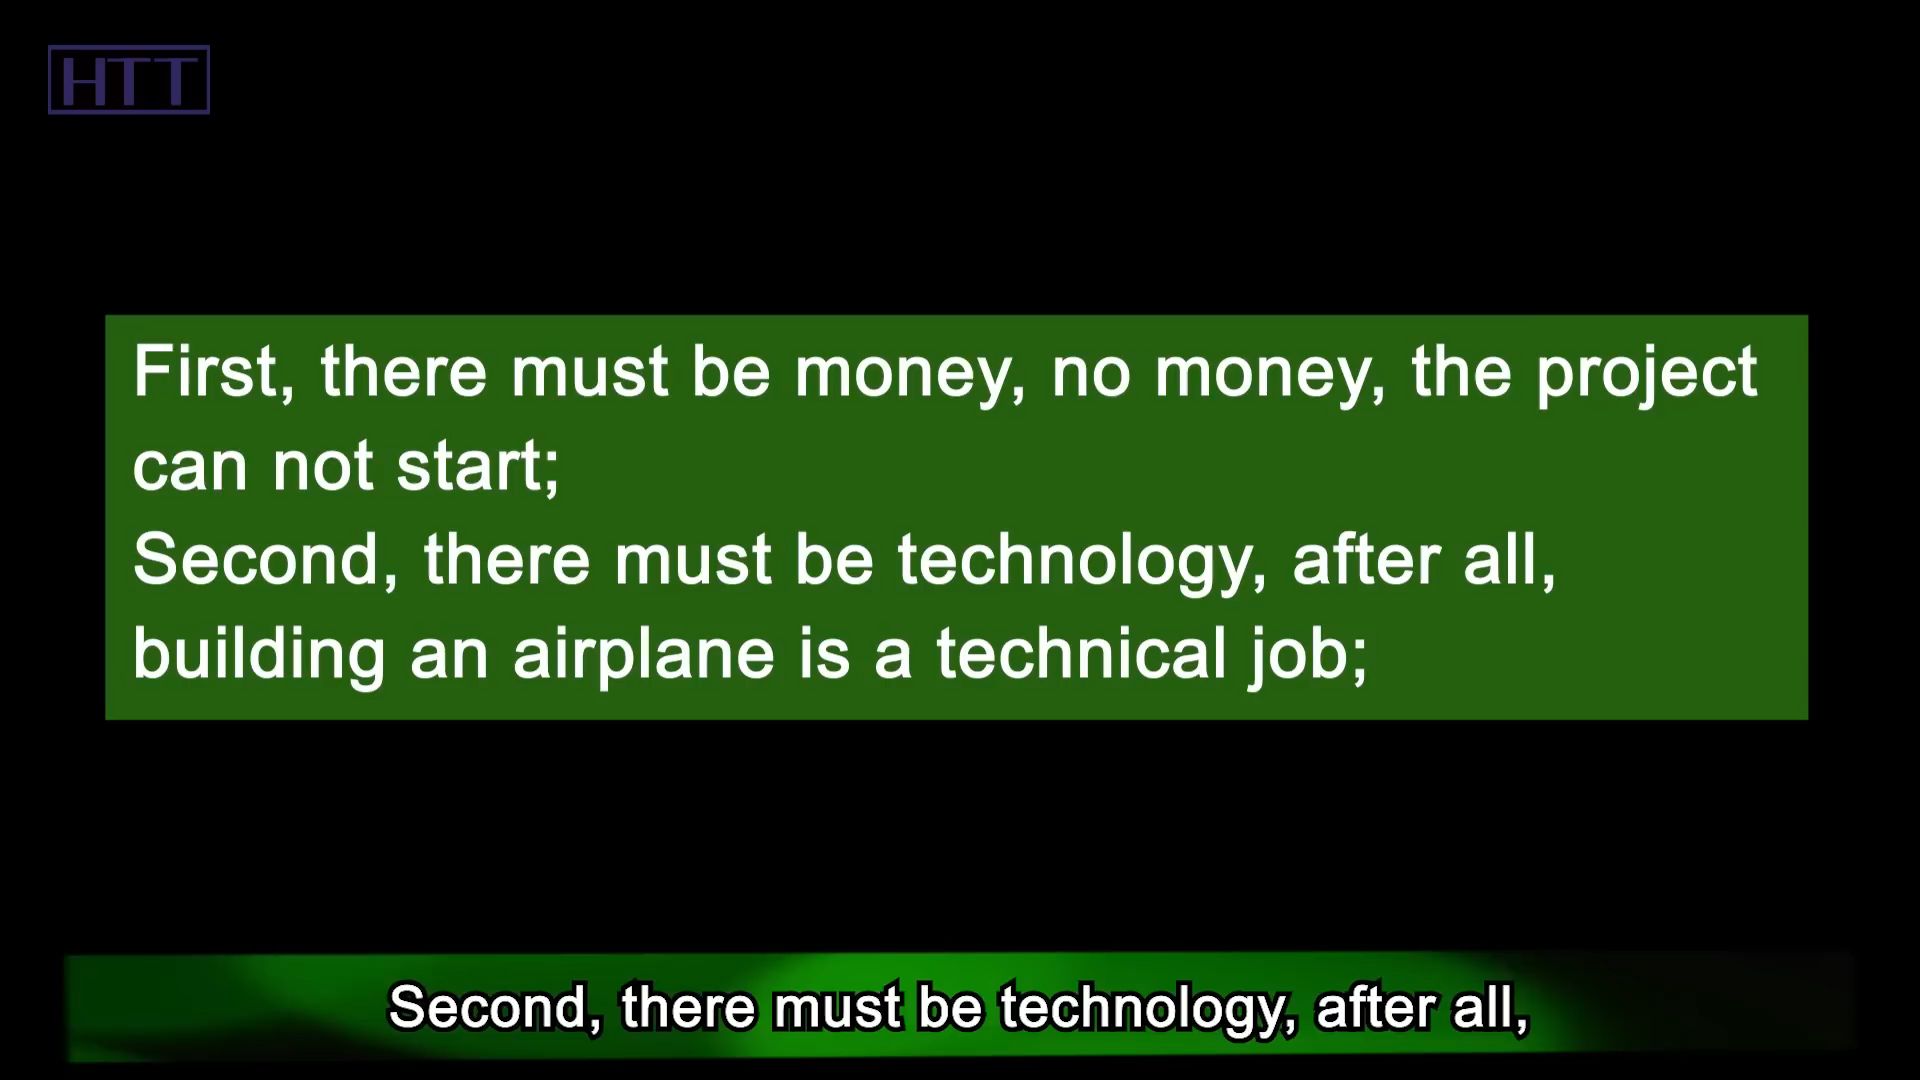 HTT
First, there must be money, no money, the project
can not start;
Second, there must be technology, after all,
building an airplane is a technical job;
Second, there must be technology, after all,